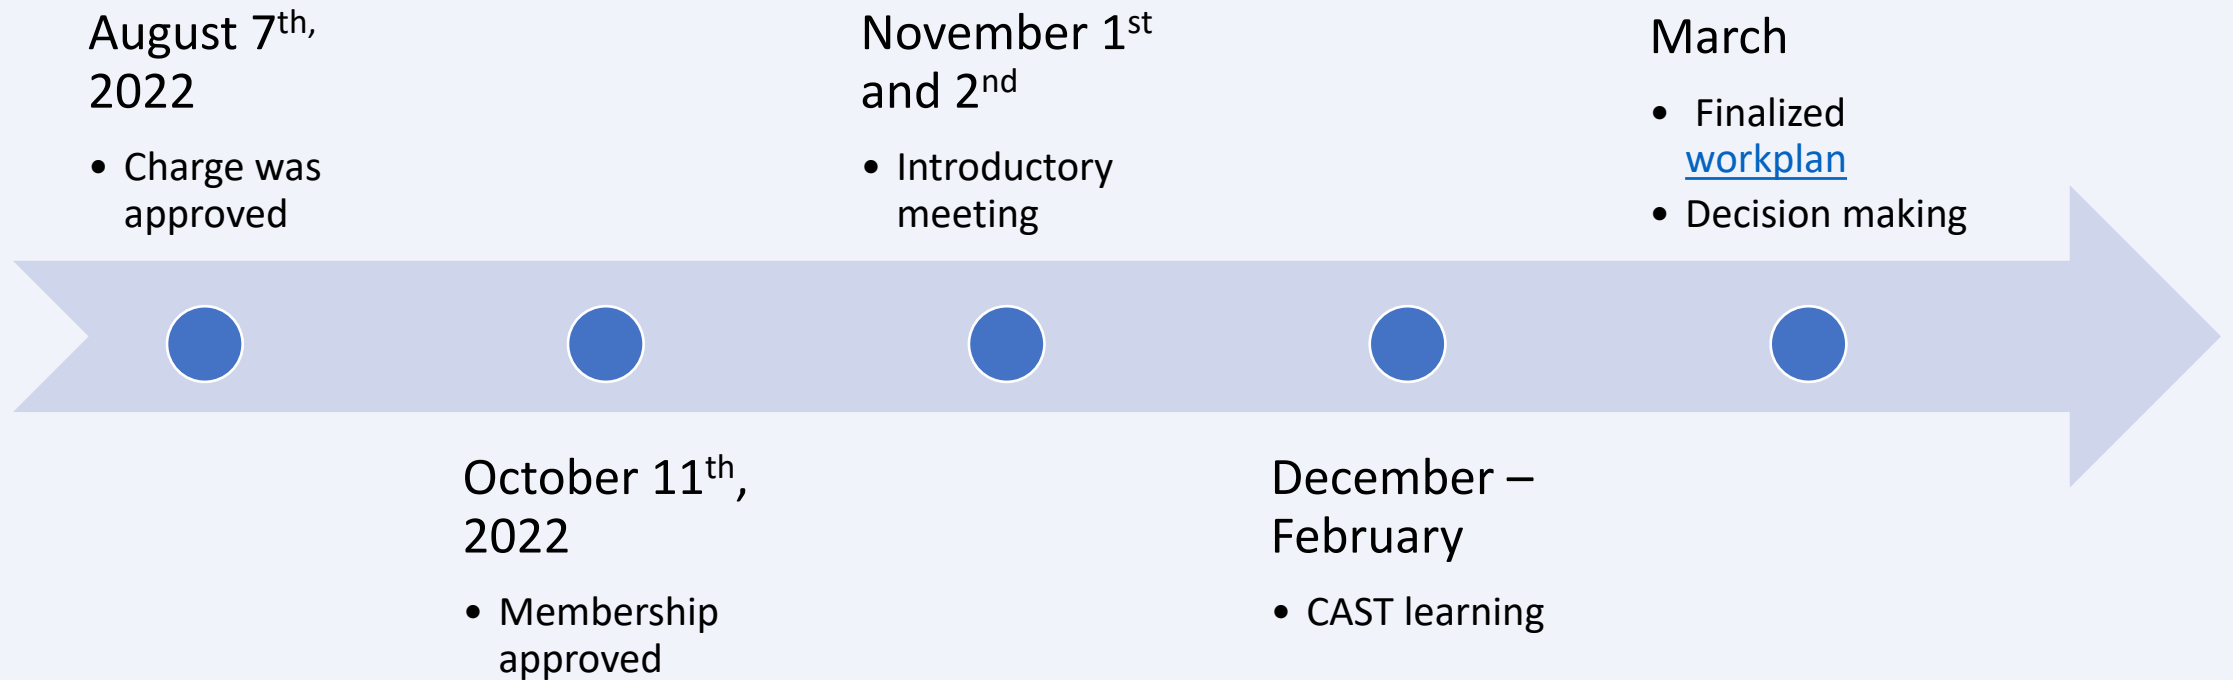 August 7th,
2022
• Charge was
approved
October 11th,
2022
• Membership
approved
November 1st
and 2nd
• Introductory
meeting
December –
February
• CAST learning
March
• Finalized
workplan
• Decision making